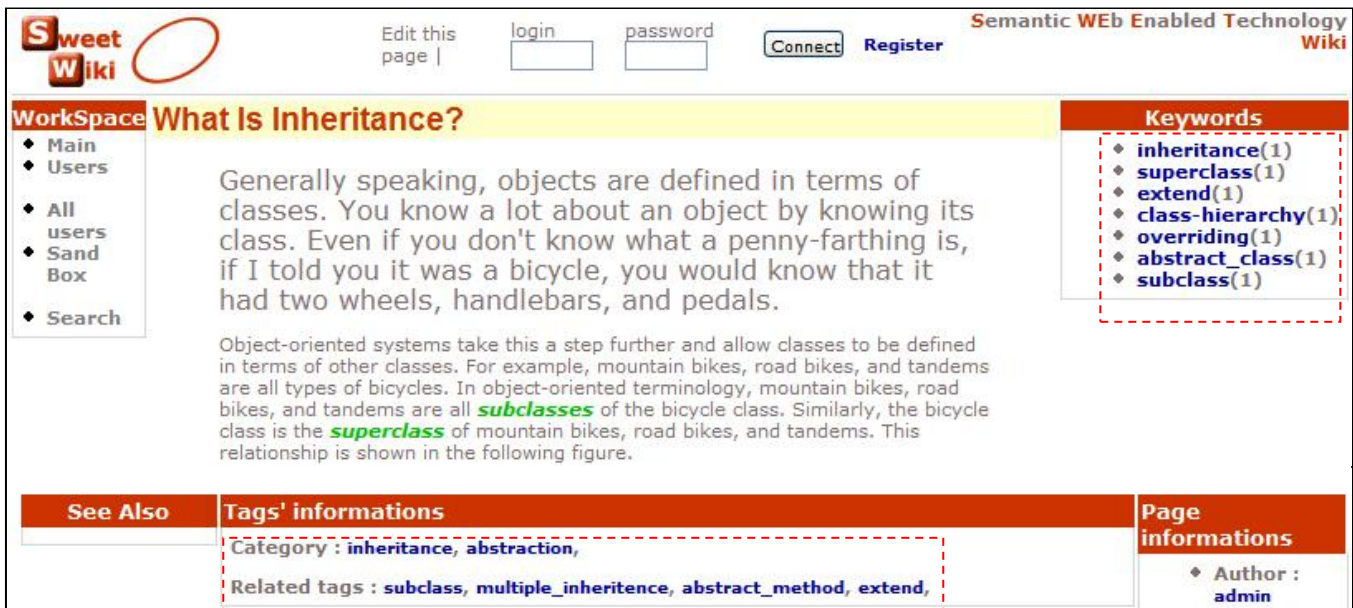 Sweet
Wiki
Edit this
page |
login
password
Connect
Register
Semantic WEb Enabled Technology
Wiki
WorkSpace
Main
Users
All
users
Sand
Box
Search
What Is Inheritance?
Generally speaking, objects are defined in terms of
classes. You know a lot about an object by knowing its
class. Even if you don't know what a penny-farthing is,
if I told you it was a bicycle, you would know that it
had two wheels, handlebars, and pedals.
Object-oriented systems take this a step further and allow classes to be defined
in terms of other classes. For example, mountain bikes, road bikes, and tandems
are all types of bicycles. In object-oriented terminology, mountain bikes, road
bikes, and tandems are all subclasses of the bicycle class. Similarly, the bicycle
class is the superclass of mountain bikes, road bikes, and tandems. This
relationship is shown in the following figure.
Keywords
inheritance(1)
superclass(1)
extend(1)
class-hierarchy(1)
overriding(1)
abstract_class(1)
subclass(1)
See Also
Tags' informations
Category : inheritance, abstraction,
Related tags : subclass, multiple_inheritence, abstract_method, extend,
Page
informations
Author :
admin